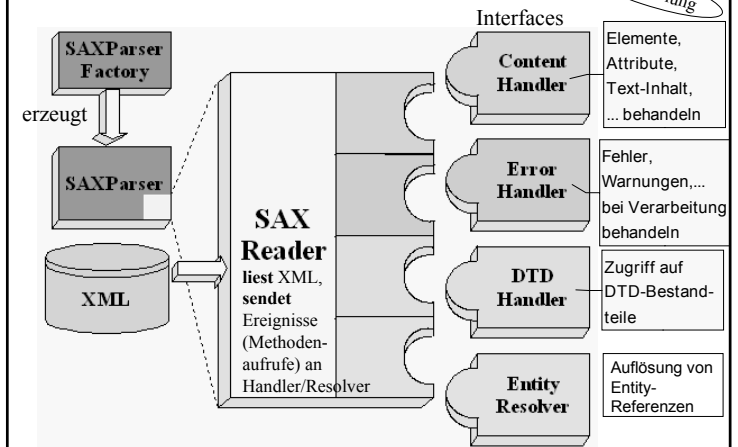 Interfaces
SAXParser
Factory
erzeugt
SAXParser
XML
SAX
Reader
liest XML,
sendet
Ereignisse
(Methoden-
aufrufe) an
Handler/Resolver
Content
Handler
Elemente,
Attribute,
Text-Inhalt,
... behandeln
Error
Handler
Fehler,
Warnungen,...
bei Verarbeitung
behandeln
DTD
Handler
Zugriff auf
DTD-Bestand-
teile
Entity
Resolver
Auflösung von
Entity-
Referenzen